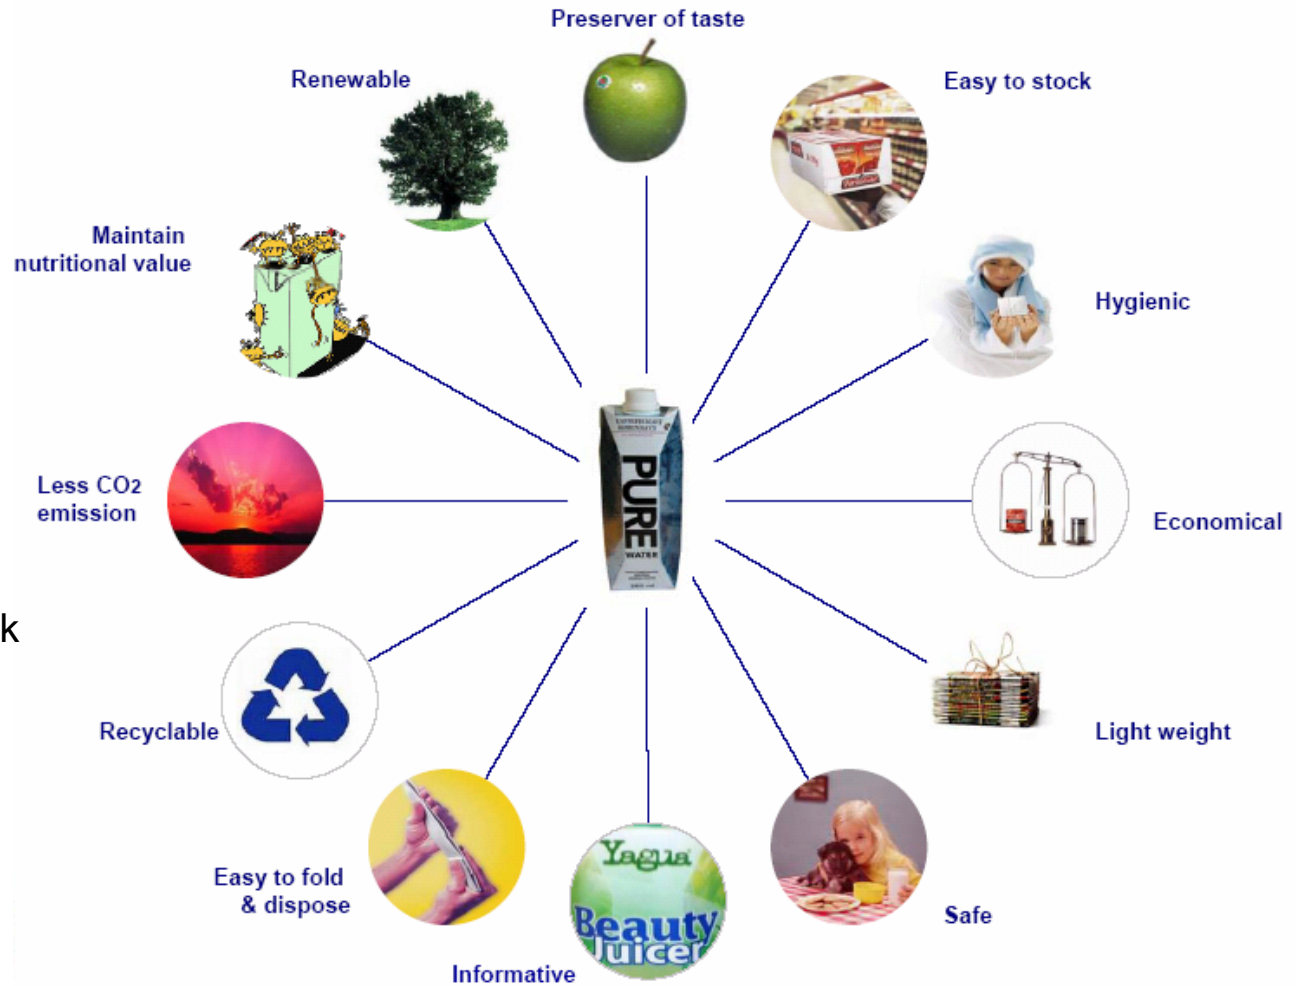 Preserver of taste
Renewable
Easy to stock
Maintain
nutritional value
Hygienic
PURE
WATER
Less CO2
emission
Economical
k
Recyclable
Light weight
Easy to fold
& dispose
Yagua
Beauty
Juicer
Safe
Informative